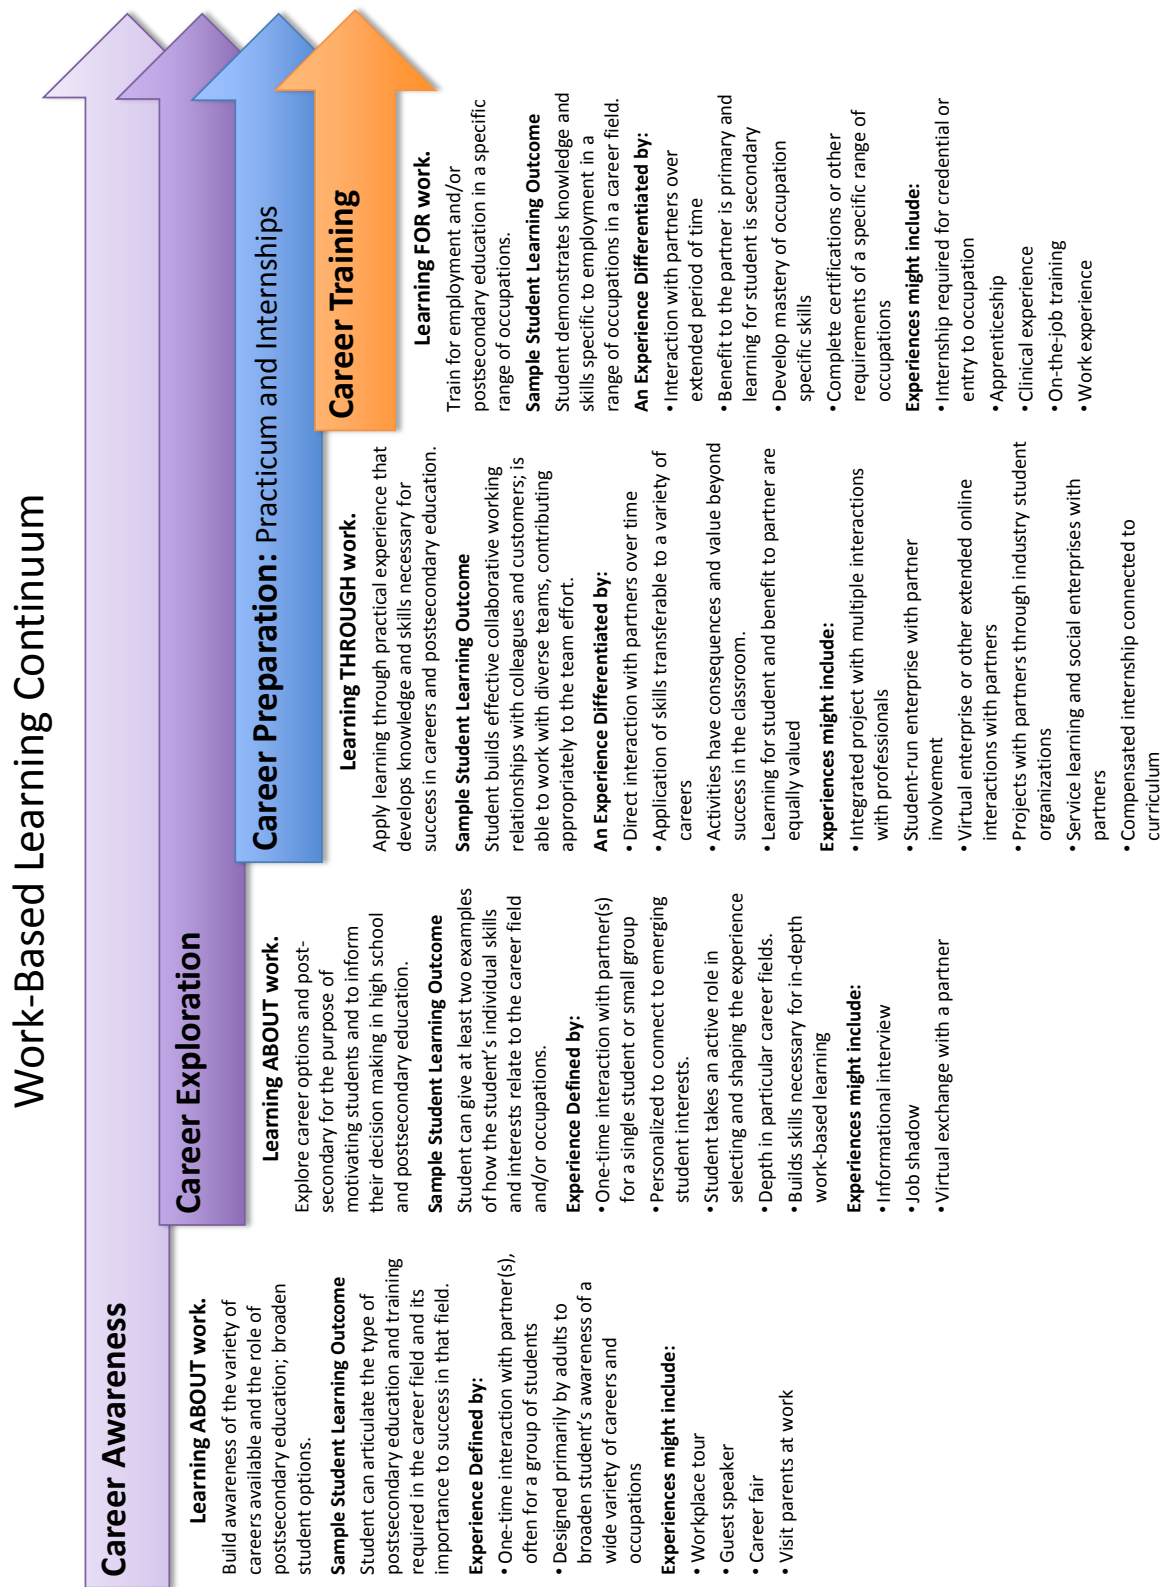 Work-Based Learning Continuum
Career Awareness
Learning ABOUT work.
Build awareness of the variety of
careers available and the role of
postsecondary education; broaden
student options.
Sample Student Learning Outcome
Student can articulate the type of
postsecondary education and training
required in the career field and its
importance to success in that field.
Experience Defined by:
• One-time interaction with partner(s),
often for a group of students
• Designed primarily by adults to
broaden student’s awareness of a
wide variety of careers and
occupations
Experiences might include:
• Workplace tour
• Guest speaker
• Career fair
• Visit parents at work
Career Exploration
Learning ABOUT work.
Explore career options and post-
secondary for the purpose of
motivating students and to inform
their decision making in high school
and postsecondary education.
Sample Student Learning Outcome
Student can give at least two examples
of how the student’s individual skills
and interests relate to the career field
and/or occupations.
Experience Defined by:
• One-time interaction with partner(s)
for a single student or small group
• Personalized to connect to emerging
student interests.
• Student takes an active role in
selecting and shaping the experience
• Depth in particular career fields.
• Builds skills necessary for in-depth
work-based learning
Experiences might include:
• Informational interview
• Job shadow
• Virtual exchange with a partner
Career Preparation: Practicum and Internships
Learning THROUGH work.
Apply learning through practical experience that
develops knowledge and skills necessary for
success in careers and postsecondary education.
Sample Student Learning Outcome
Student builds effective collaborative working
relationships with colleagues and customers; is
able to work with diverse teams, contributing
appropriately to the team effort.
An Experience Differentiated by:
• Direct interaction with partners over time
• Application of skills transferable to a variety of
careers
• Activities have consequences and value beyond
success in the classroom.
• Learning for student and benefit to partner are
equally valued
Experiences might include:
• Integrated project with multiple interactions
with professionals
• Student-run enterprise with partner
involvement
• Virtual enterprise or other extended online
interactions with partners
• Projects with partners through industry student
organizations
• Service learning and social enterprises with
partners
• Compensated internship connected to
curriculum
Career Training
Learning FOR work.
Train for employment and/or
postsecondary education in a specific
range of occupations.
Sample Student Learning Outcome
Student demonstrates knowledge and
skills specific to employment in a
range of occupations in a career field.
An Experience Differentiated by:
• Interaction with partners over
extended period of time
• Benefit to the partner is primary and
learning for student is secondary
• Develop mastery of occupation
specific skills
• Complete certifications or other
requirements of a specific range of
occupations
Experiences might include:
• Internship required for credential or
entry to occupation
• Apprenticeship
• Clinical experience
• On-the-job training
• Work experience